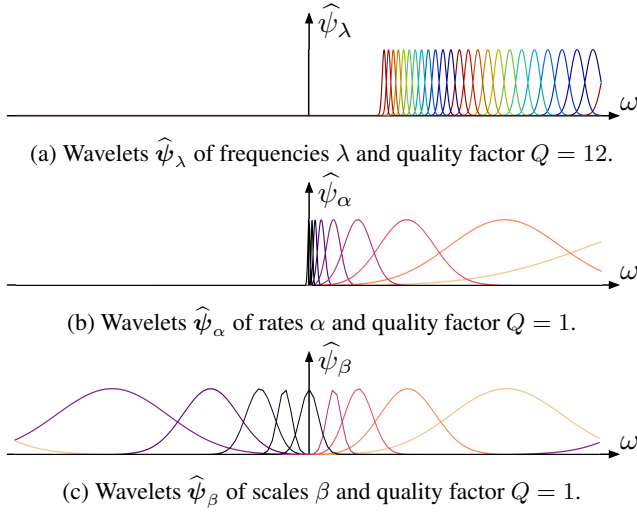 ψ̂_λ
ω
(a) Wavelets ψ̂_λ of frequencies λ and quality factor Q = 12.
ψ̂_α
ω
(b) Wavelets ψ̂_α of rates α and quality factor Q = 1.
ψ̂_β
ω
(c) Wavelets ψ̂_β of scales β and quality factor Q = 1.